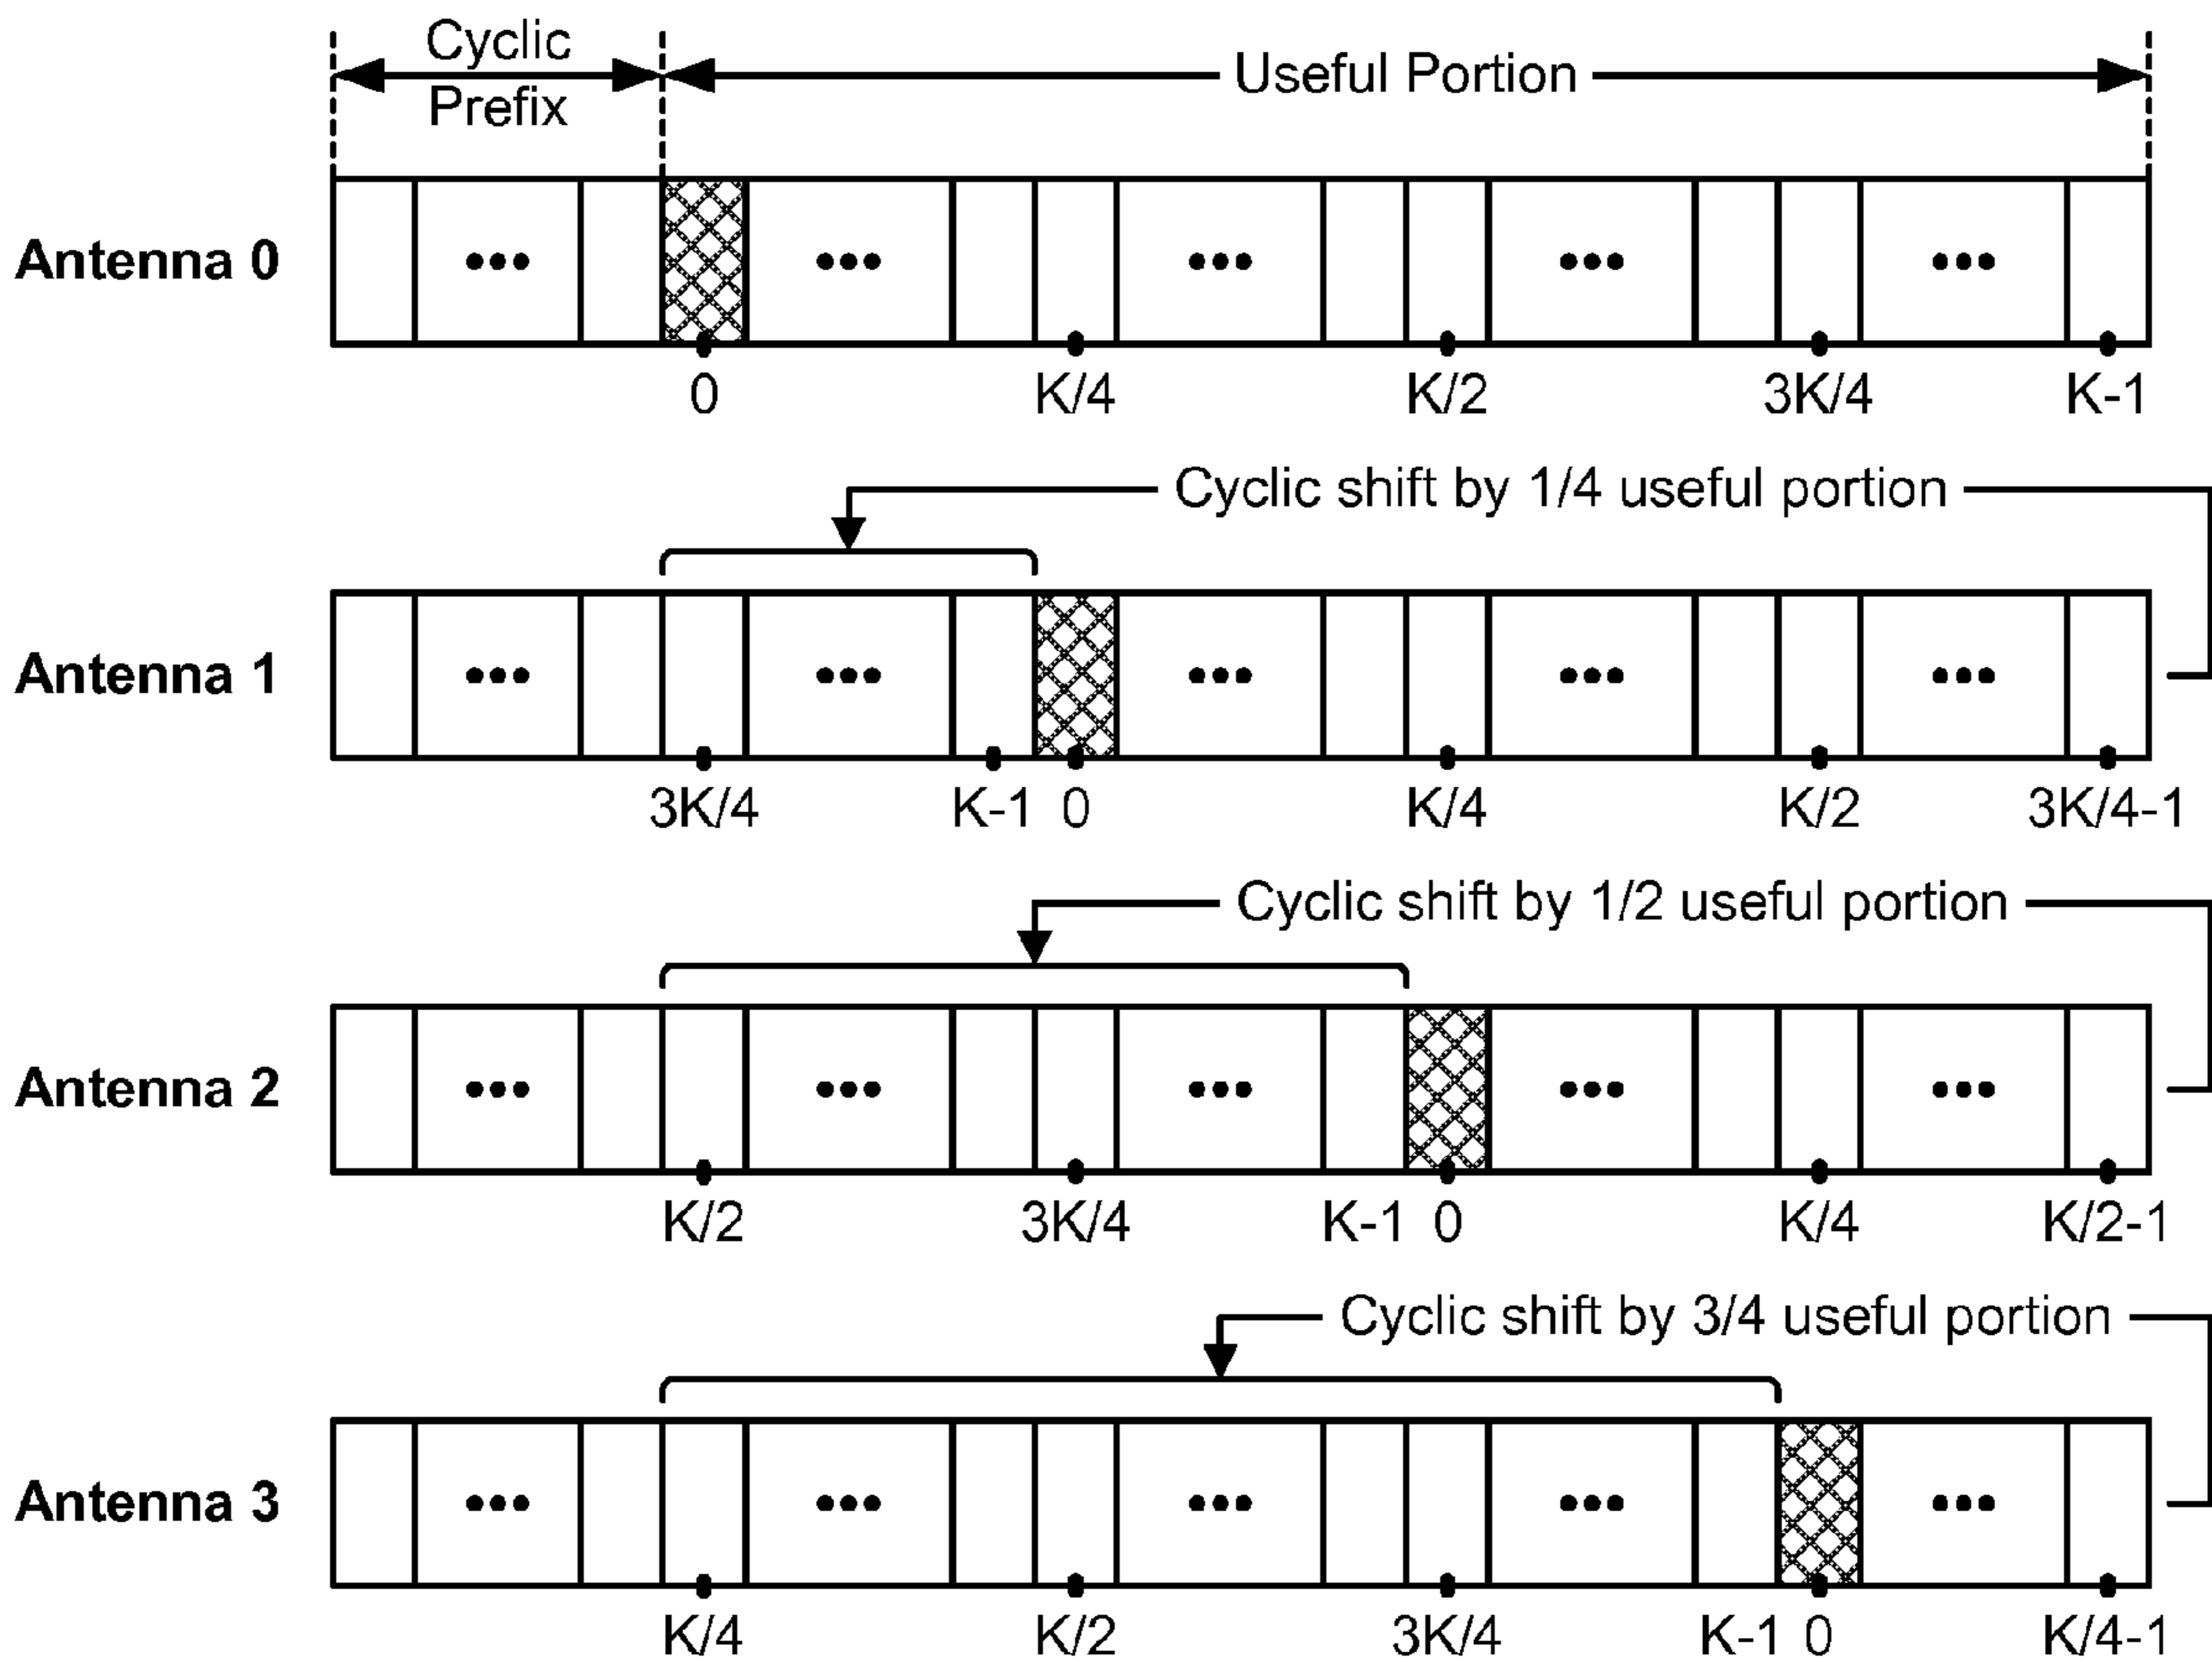 Cyclic
Prefix
Useful Portion
Antenna 0
0 K/4 K/2 3K/4 K-1
Cyclic shift by 1/4 useful portion
Antenna 1
3K/4 K-1 0 K/4 K/2 3K/4-1
Cyclic shift by 1/2 useful portion
Antenna 2
K/2 3K/4 K-1 0 K/4 K/2-1
Cyclic shift by 3/4 useful portion
Antenna 3
K/4 K/2 3K/4 K-1 0 K/4-1